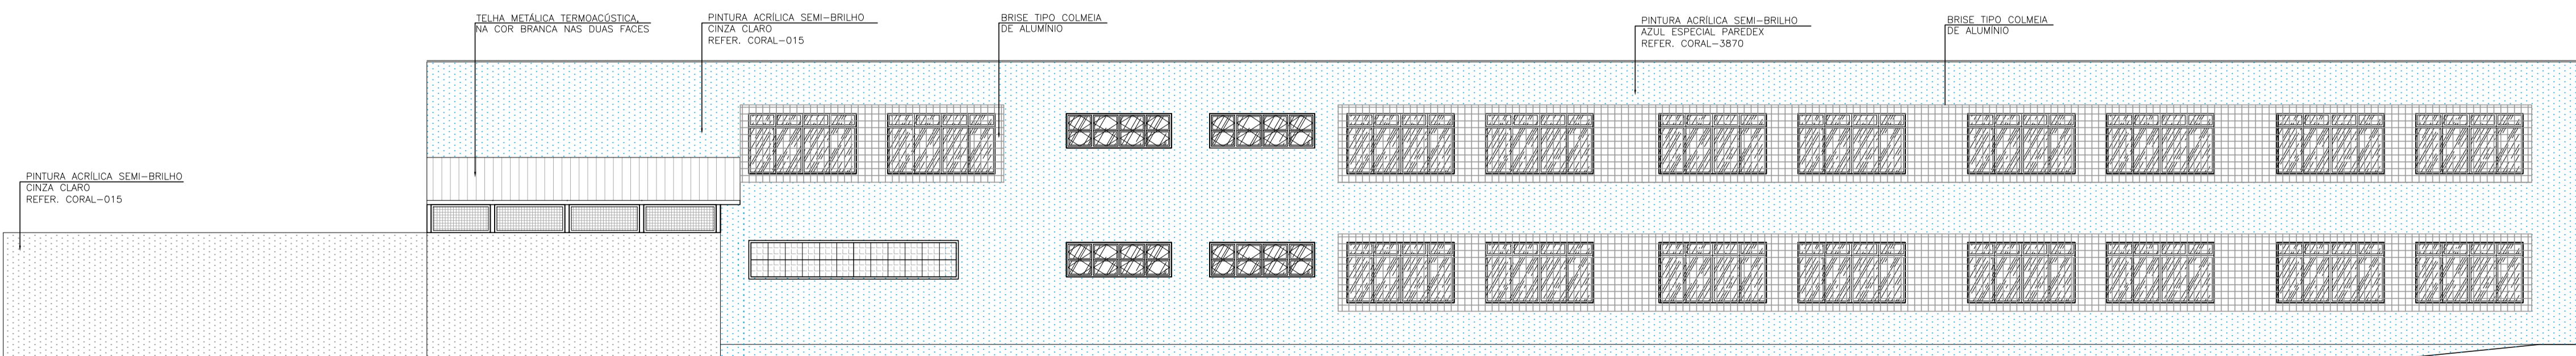 TELHA METÁLICA TERMOACÚSTICA,
NA COR BRANCA NAS DUAS FACES
PINTURA ACRÍLICA SEMI-BRILHO
CINZA CLARO
REFER. CORAL-015
BRISE TIPO COLMEIA
DE ALUMÍNIO
PINTURA ACRÍLICA SEMI-BRILHO
AZUL ESPECIAL PAREDEX
REFER. CORAL-3870
BRISE TIPO COLMEIA
DE ALUMÍNIO
PINTURA ACRÍLICA SEMI-BRILHO
CINZA CLARO
REFER. CORAL-015